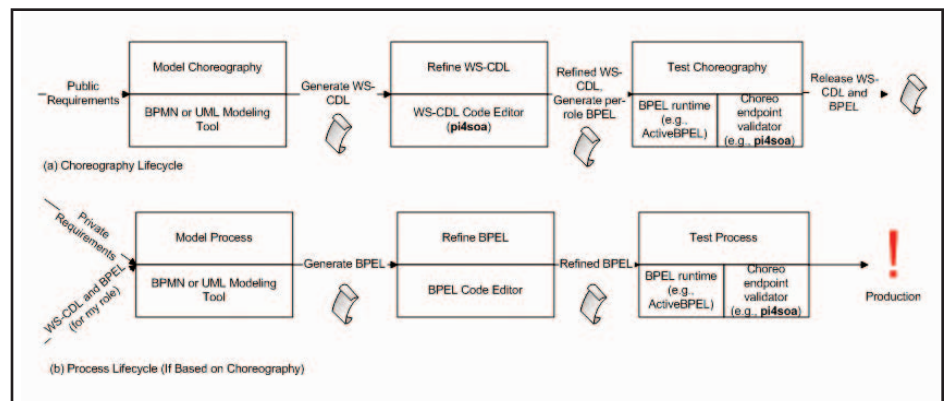 Public
Requirements
Model Choreography
BPMN or UML Modeling
Tool
Generate WS-
CDL
Refine WS-CDL
WS-CDL Code Editor
(pi4soa)
Refined WS-
CDL,
Generate per-
role BPEL
Test Choreography
BPEL runtime
(e.g.,
ActiveBPEL)
Choreo
endpoint
validator
(e.g., pi4soa)
Release WS-
CDL and
BPEL
(a) Choreography Lifecycle
Private
Requirements
WS-CDL and BPEL
(for my role)
Model Process
BPMN or UML Modeling
Tool
Generate BPEL
Refine BPEL
BPEL Code Editor
Refined BPEL
Test Process
BPEL runtime
(e.g.,
ActiveBPEL)
Choreo
endpoint
validator
(e.g., pi4soa)
!
Production
(b) Process Lifecycle (If Based on Choreography)